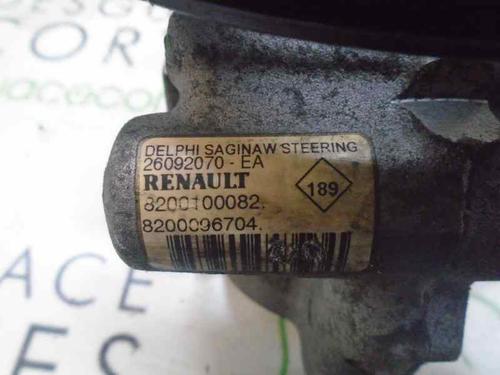 DELPHI SAGINAW STEERING
26092070 - EA
RENAULT
189
8200100082.
8200096704.